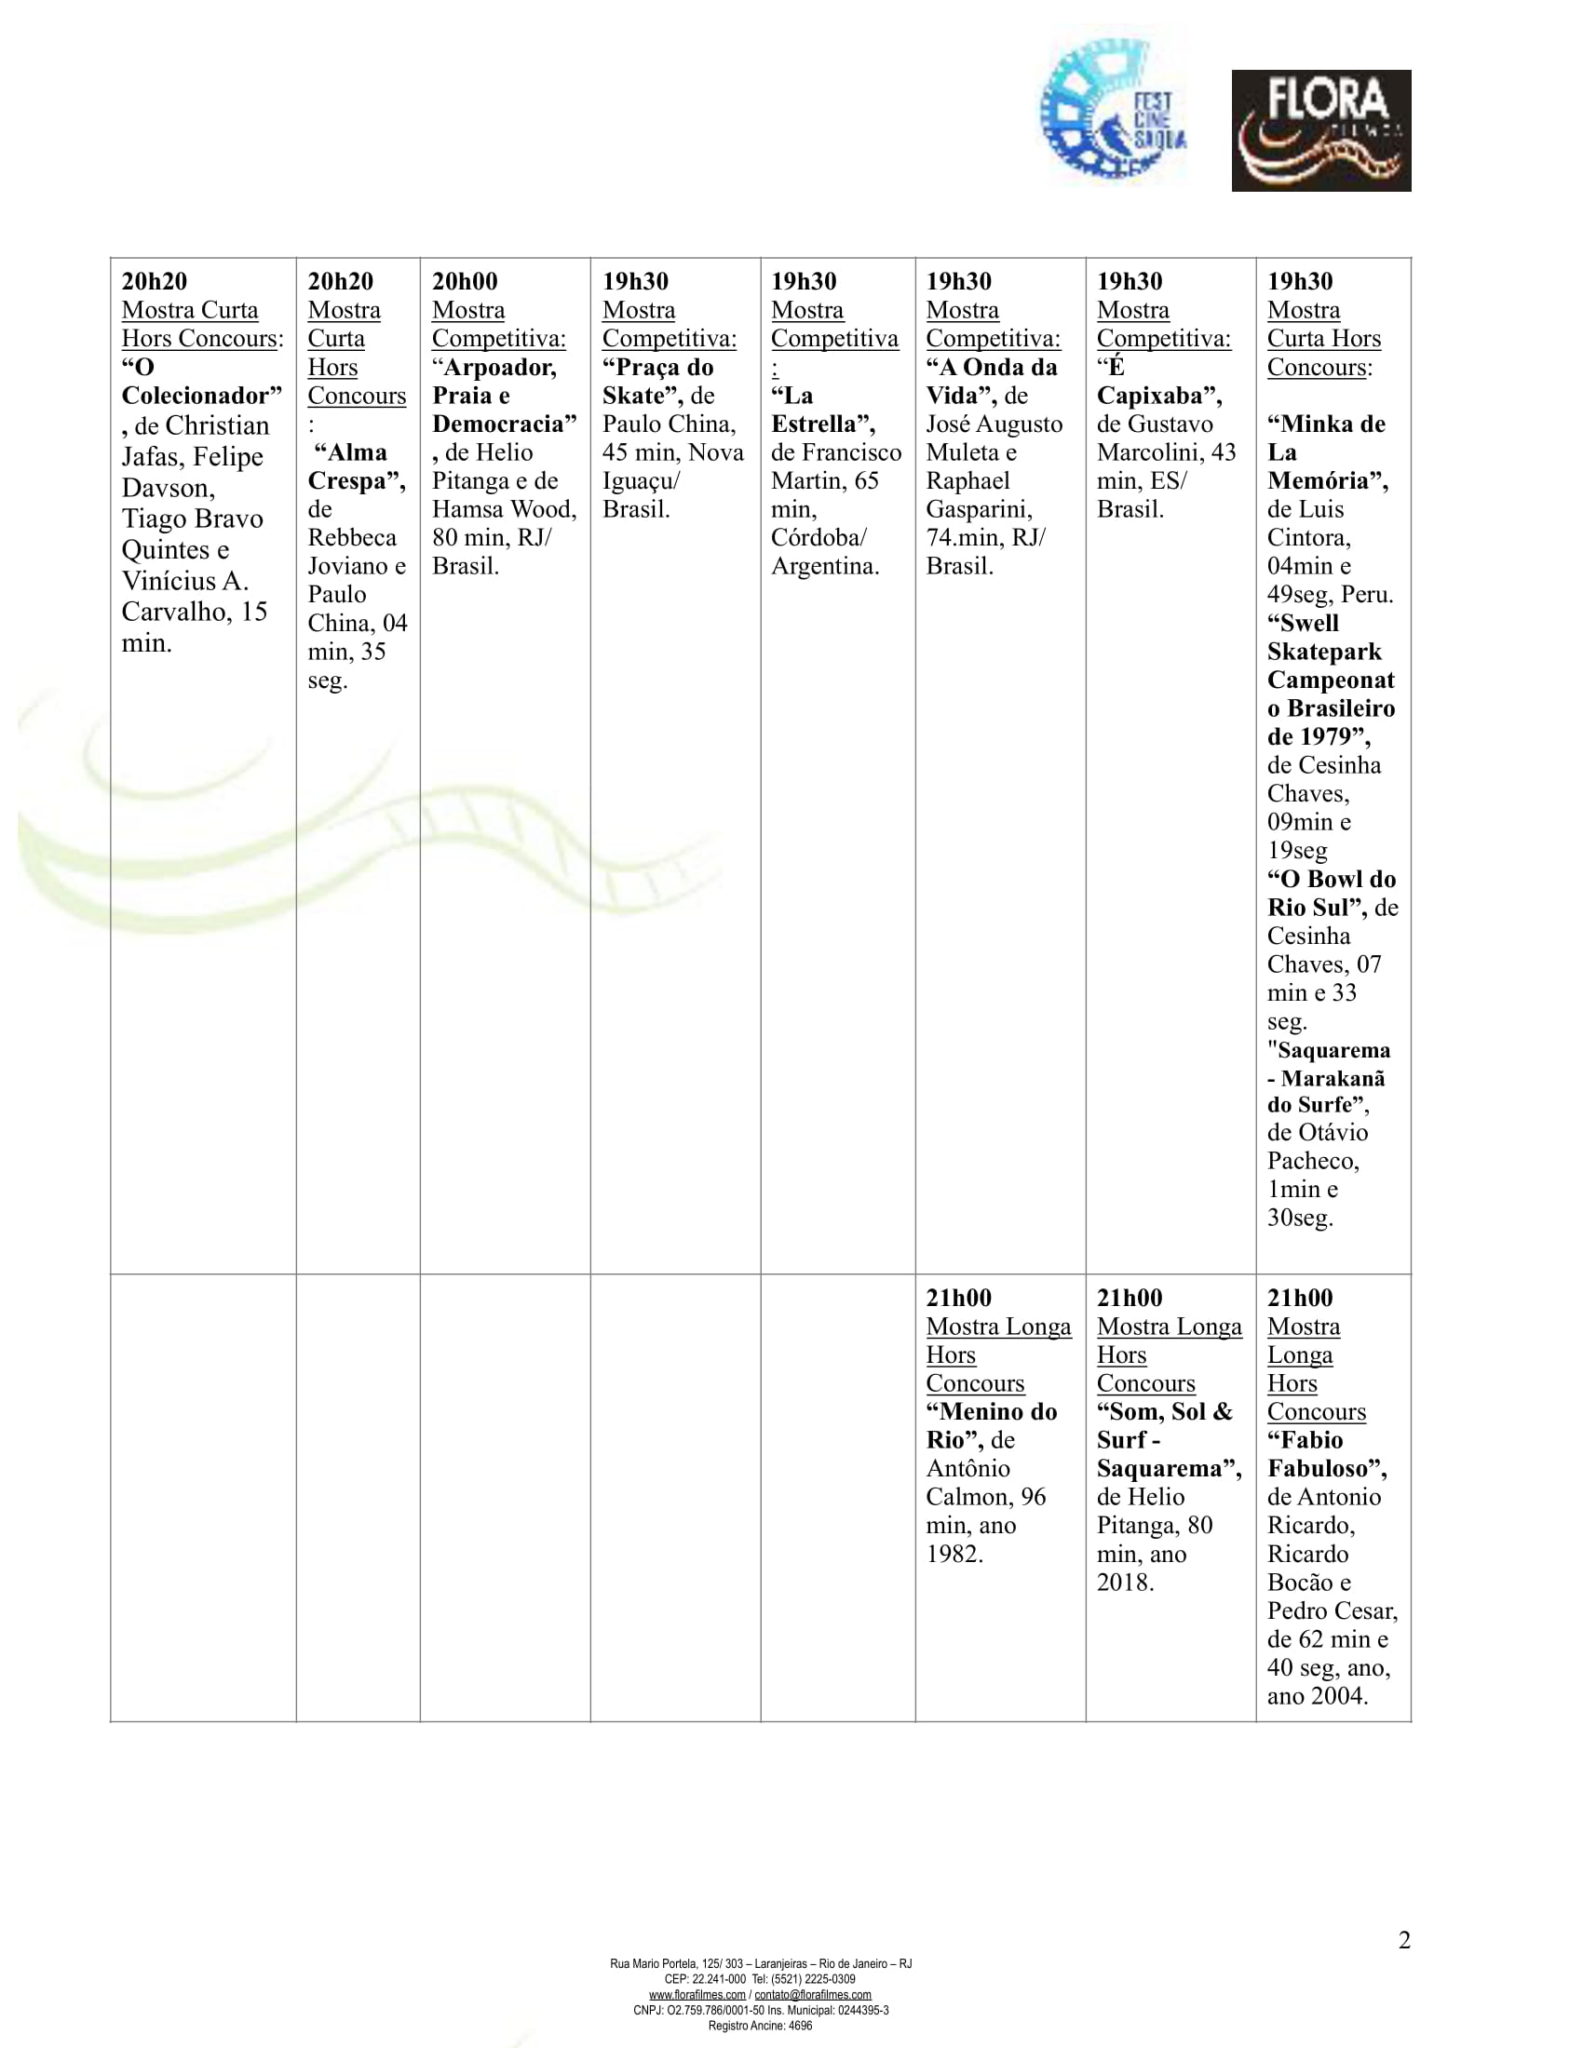 FEST
CINE
SAQUA
FLORA
FILMES
20h20
Mostra Curta
Hors Concours:
“O
Colecionador”
, de Christian
Jafas, Felipe
Davson,
Tiago Bravo
Quintes e
Vinícius A.
Carvalho, 15
min.
20h20
Mostra
Curta
Hors
Concours
:
“Alma
Crespa”,
de
Rebbeca
Joviano e
Paulo
China, 04
min, 35
seg.
20h00
Mostra
Competitiva:
“Arpoador,
Praia e
Democracia”
, de Helio
Pitanga e de
Hamsa Wood,
80 min, RJ/
Brasil.
19h30
Mostra
Competitiva:
“Praça do
Skate”, de
Paulo China,
45 min, Nova
Iguaçu/
Brasil.
19h30
Mostra
Competitiva
:
“La
Estrella”,
de Francisco
Martin, 65
min,
Córdoba/
Argentina.
19h30
Mostra
Competitiva:
“A Onda da
Vida”, de
José Augusto
Muleta e
Raphael
Gasparini,
74.min, RJ/
Brasil.
19h30
Mostra
Competitiva:
“É
Capixaba”,
de Gustavo
Marcolini, 43
min, ES/
Brasil.
19h30
Mostra
Curta Hors
Concours:
“Minka de
La
Memória”,
de Luis
Cintora,
04min e
49seg, Peru.
“Swell
Skatepark
Campeonat
o Brasileiro
de 1979”,
de Cesinha
Chaves,
09min e
19seg
“O Bowl do
Rio Sul”, de
Cesinha
Chaves, 07
min e 33
seg.
"Saquarema
- Marakanã
do Surfe”,
de Otávio
Pacheco,
1min e
30seg.
21h00
Mostra Longa
Hors
Concours
“Menino do
Rio”, de
Antônio
Calmon, 96
min, ano
1982.
21h00
Mostra Longa
Hors
Concours
“Som, Sol &
Surf -
Saquarema”,
de Helio
Pitanga, 80
min, ano
2018.
21h00
Mostra
Longa
Hors
Concours
“Fabio
Fabuloso”,
de Antonio
Ricardo,
Ricardo
Bocão e
Pedro Cesar,
de 62 min e
40 seg, ano,
ano 2004.
2
Rua Mario Portela, 125/ 303 – Laranjeiras – Rio de Janeiro – RJ
CEP: 22.241-000 Tel: (5521) 2225-0309
www.florafilmes.com / contato@florafilmes.com
CNPJ: O2.759.786/0001-50 Ins. Municipal: 0244395-3
Registro Ancine: 4696